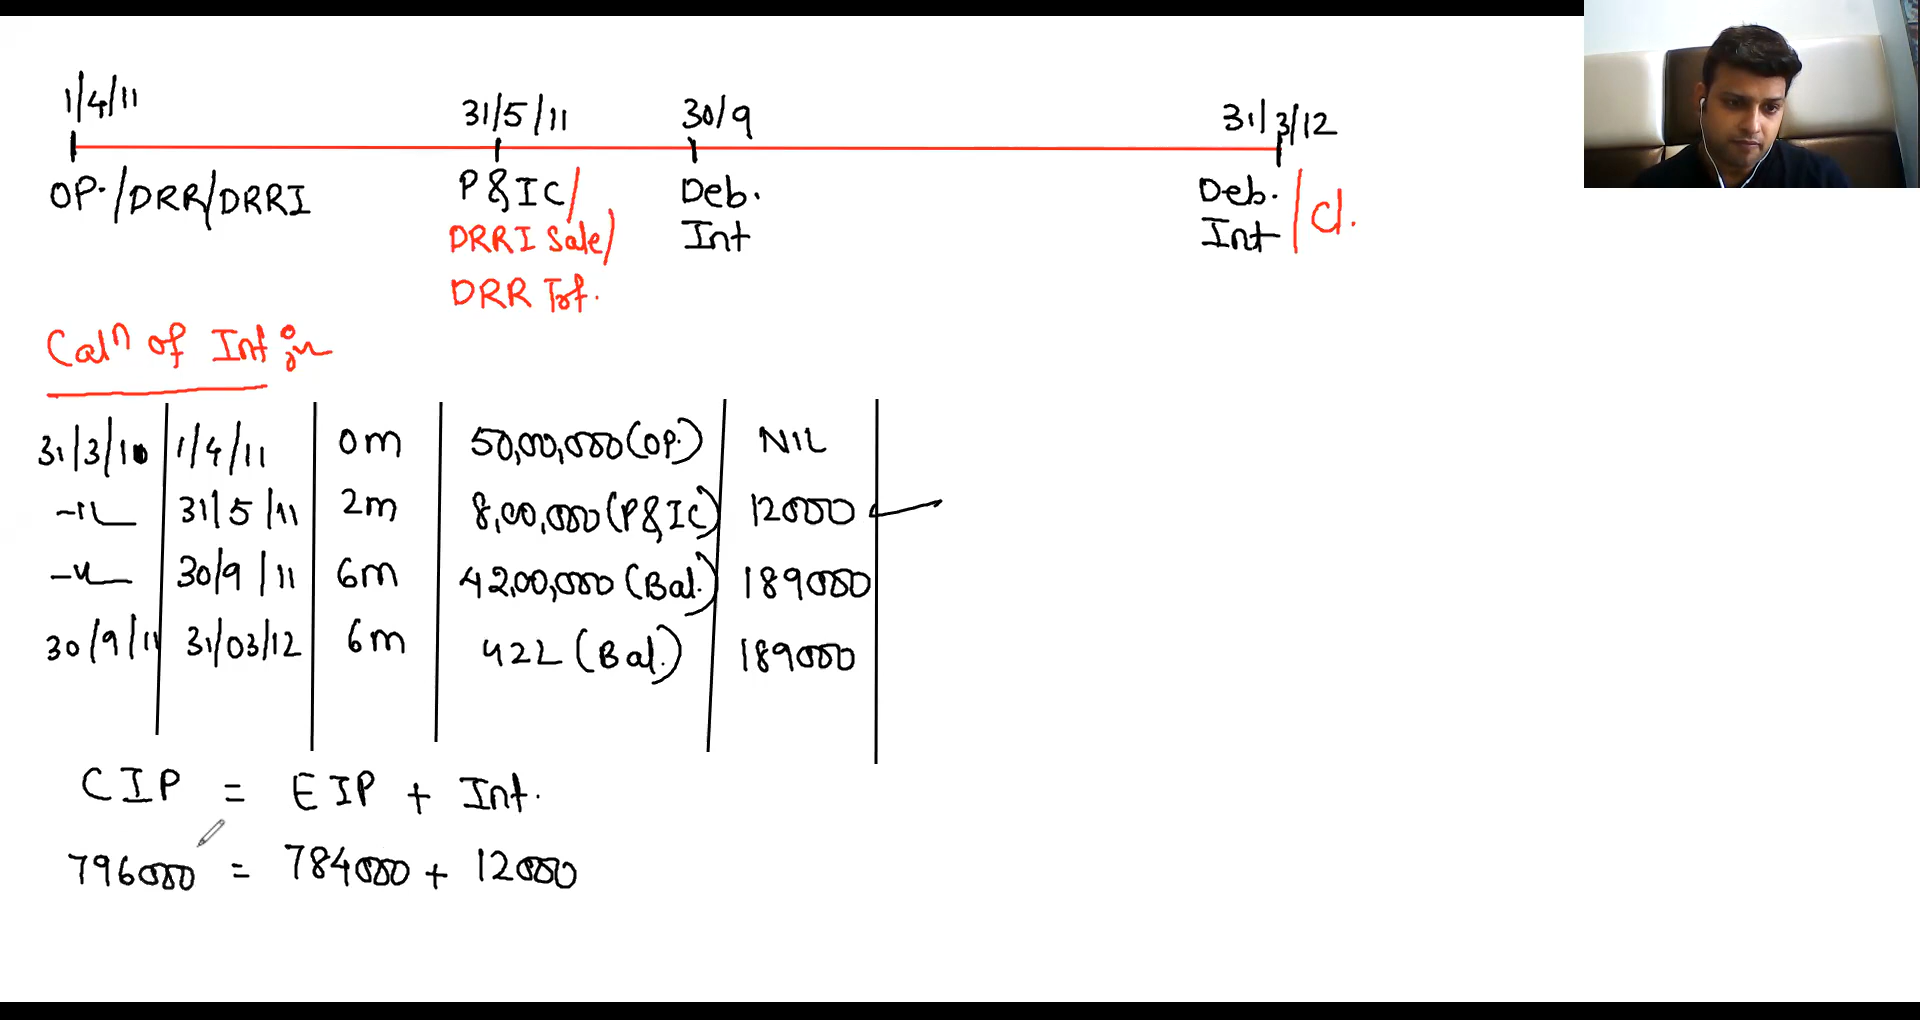 1/4/11 31/5/11 30/9 31/3/12
OP./DRR/DRRI P&IC/ Deb. Deb. /Cl.
DRRI Sale/ Int Int
DRR Trf.
Calⁿ of Int :-
31/3/10 1/4/11 0m 50,00,000 (OP.) NIL
-11- 31/5/11 2m 8,00,000 (P&IC) 12000
-11- 30/9/11 6m 42,00,000 (Bal.) 189000
30/9/11 31/03/12 6m 42L (Bal.) 189000
CIP = EIP + Int.
796000 = 784000 + 12000